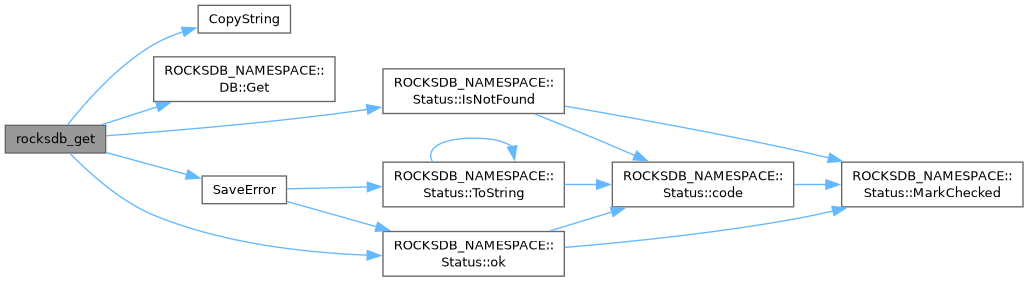 rocksdb_get
CopyString
ROCKSDB_NAMESPACE::
DB::Get
SaveError
ROCKSDB_NAMESPACE::
Status::IsNotFound
ROCKSDB_NAMESPACE::
Status::ToString
ROCKSDB_NAMESPACE::
Status::ok
ROCKSDB_NAMESPACE::
Status::code
ROCKSDB_NAMESPACE::
Status::MarkChecked